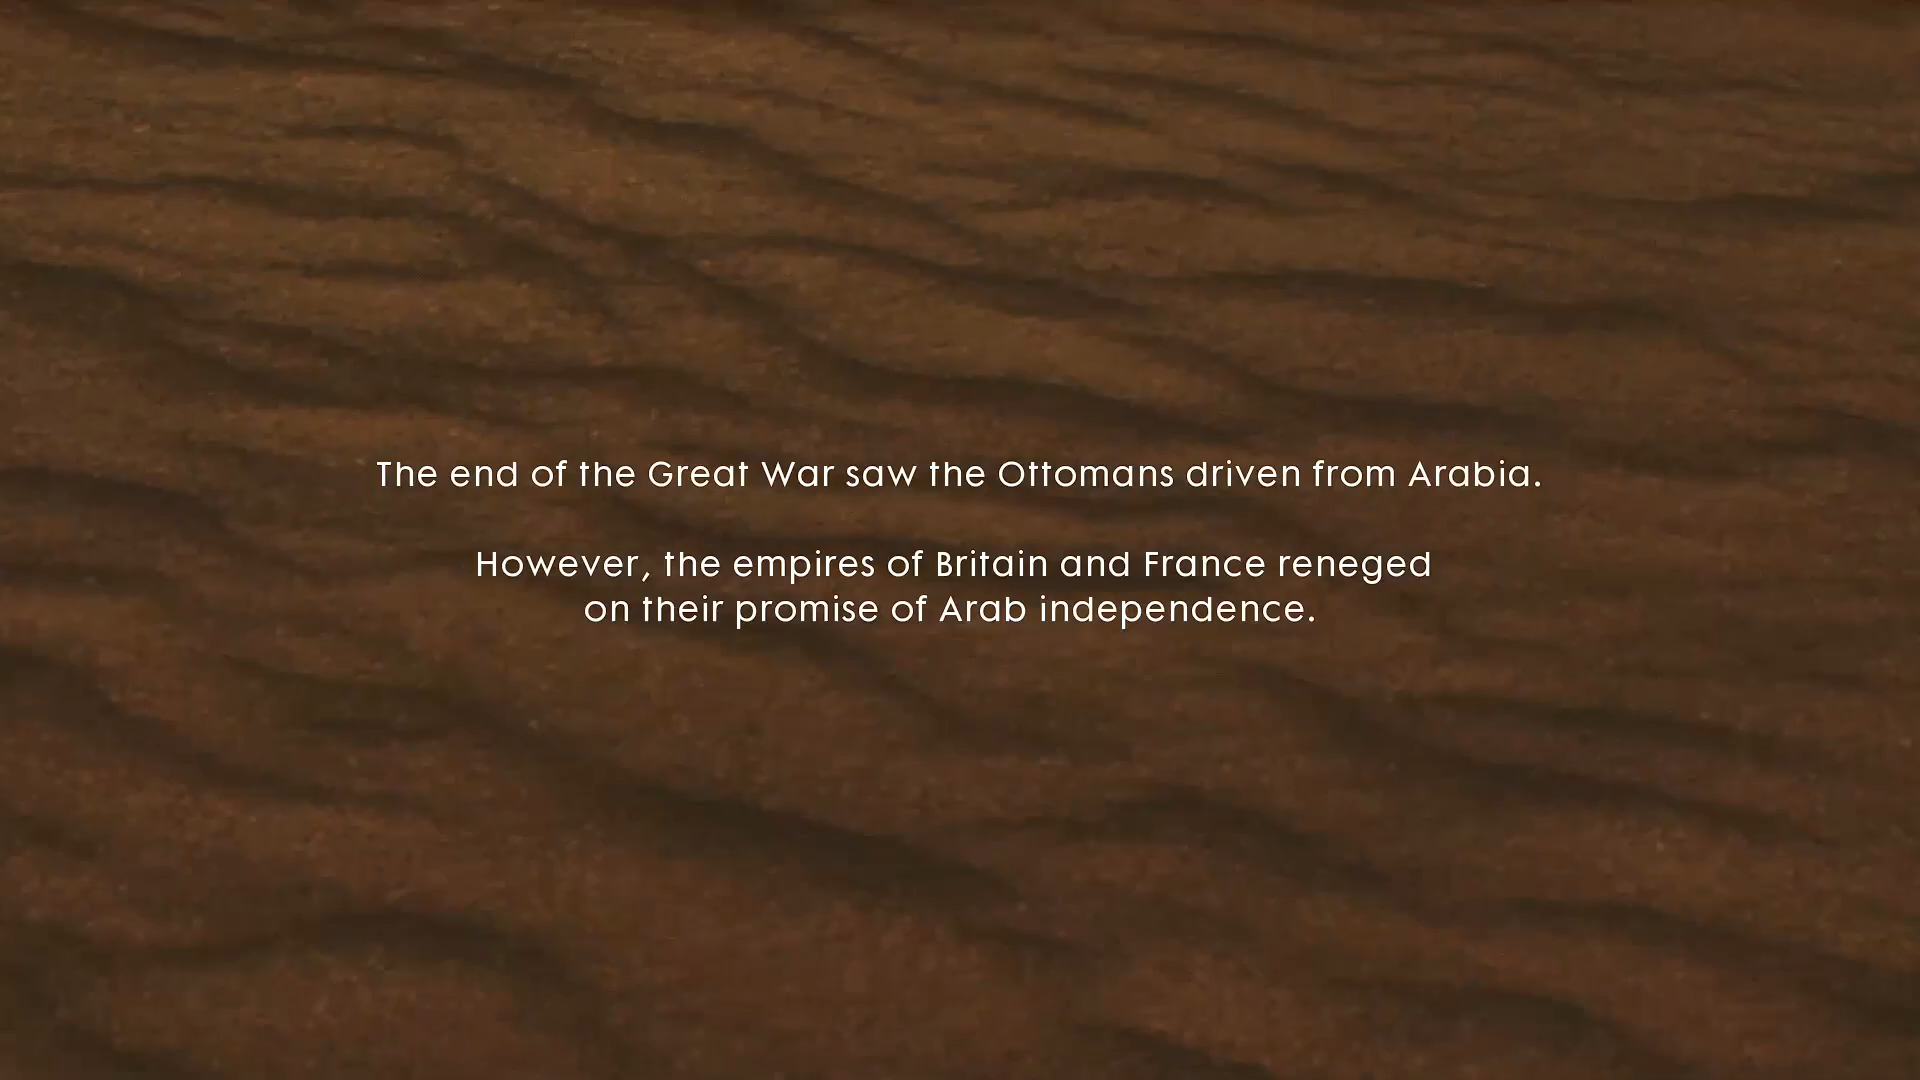 The end of the Great War saw the Ottomans driven from Arabia.
However, the empires of Britain and France reneged
on their promise of Arab independence.